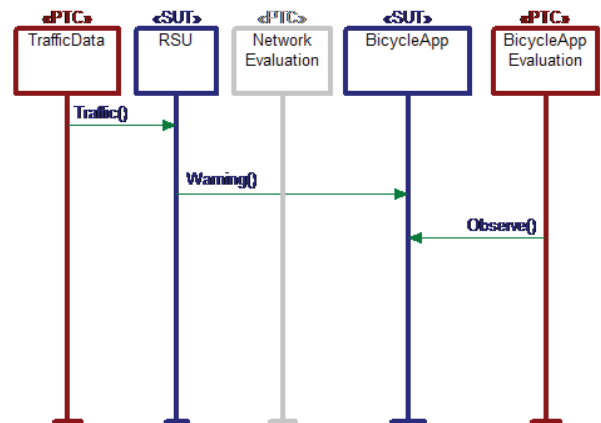 «PTC»
«SUT»
«PTC»
«SUT»
«PTC»
TrafficData
RSU
Network
Evaluation
BicycleApp
BicycleApp
Evaluation
Traffic()
Warning()
Observe()